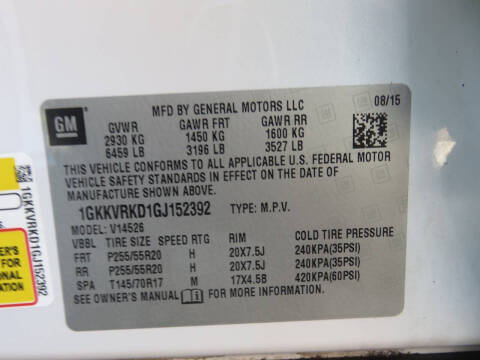 GM
MFD BY GENERAL MOTORS LLC
08/15
GVWR GAWR FRT GAWR RR
2930 KG 1450 KG 1600 KG
6459 LB 3196 LB 3527 LB
THIS VEHICLE CONFORMS TO ALL APPLICABLE U.S. FEDERAL MOTOR
VEHICLE SAFETY STANDARDS IN EFFECT ON THE DATE OF
MANUFACTURE SHOWN ABOVE.
1GKKVRKD1GJ152392 TYPE: M.P.V.
MODEL: V14526
VBBL TIRE SIZE SPEED RTG RIM COLD TIRE PRESSURE
FRT P255/55R20 H 20X7.5J 240KPA(35PSI)
RR P255/55R20 H 20X7.5J 240KPA(35PSI)
SPA T145/70R17 M 17X4.5B 420KPA(60PSI)
SEE OWNER'S MANUAL FOR MORE INFORMATION.
1GKKVRKD1GJ152392